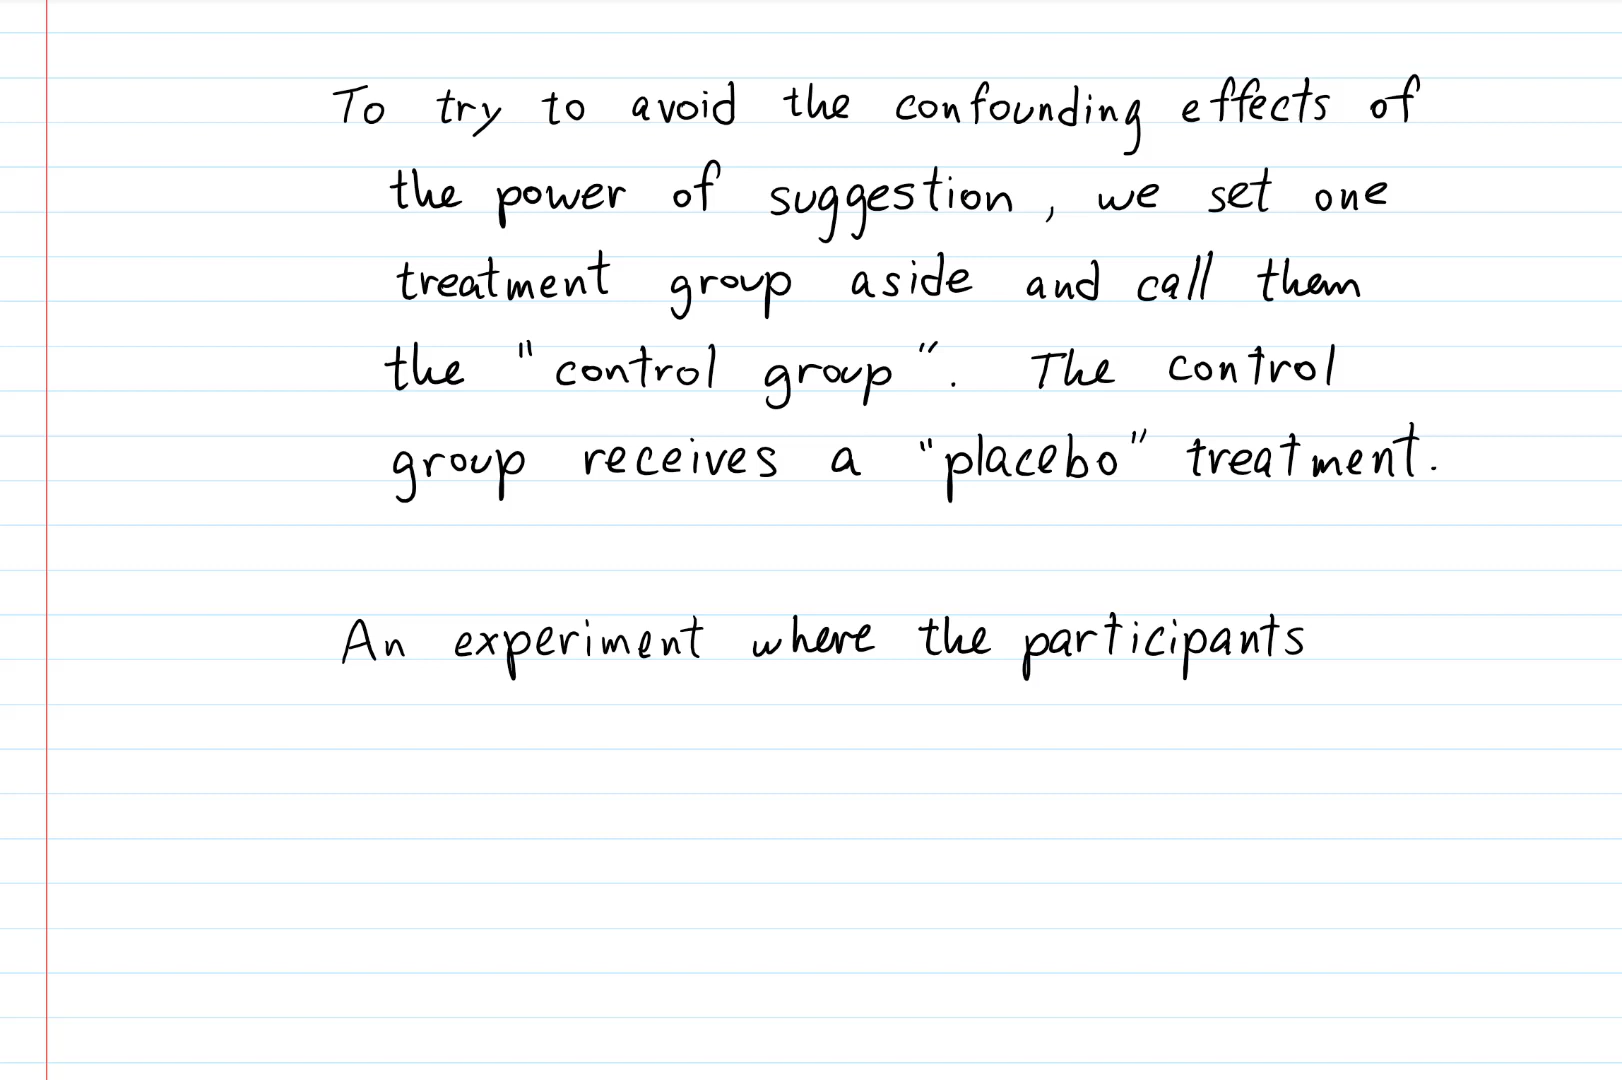 To try to avoid the confounding effects of
the power of suggestion, we set one
treatment group aside and call them
the "control group". The control
group receives a "placebo" treatment.
An experiment where the participants